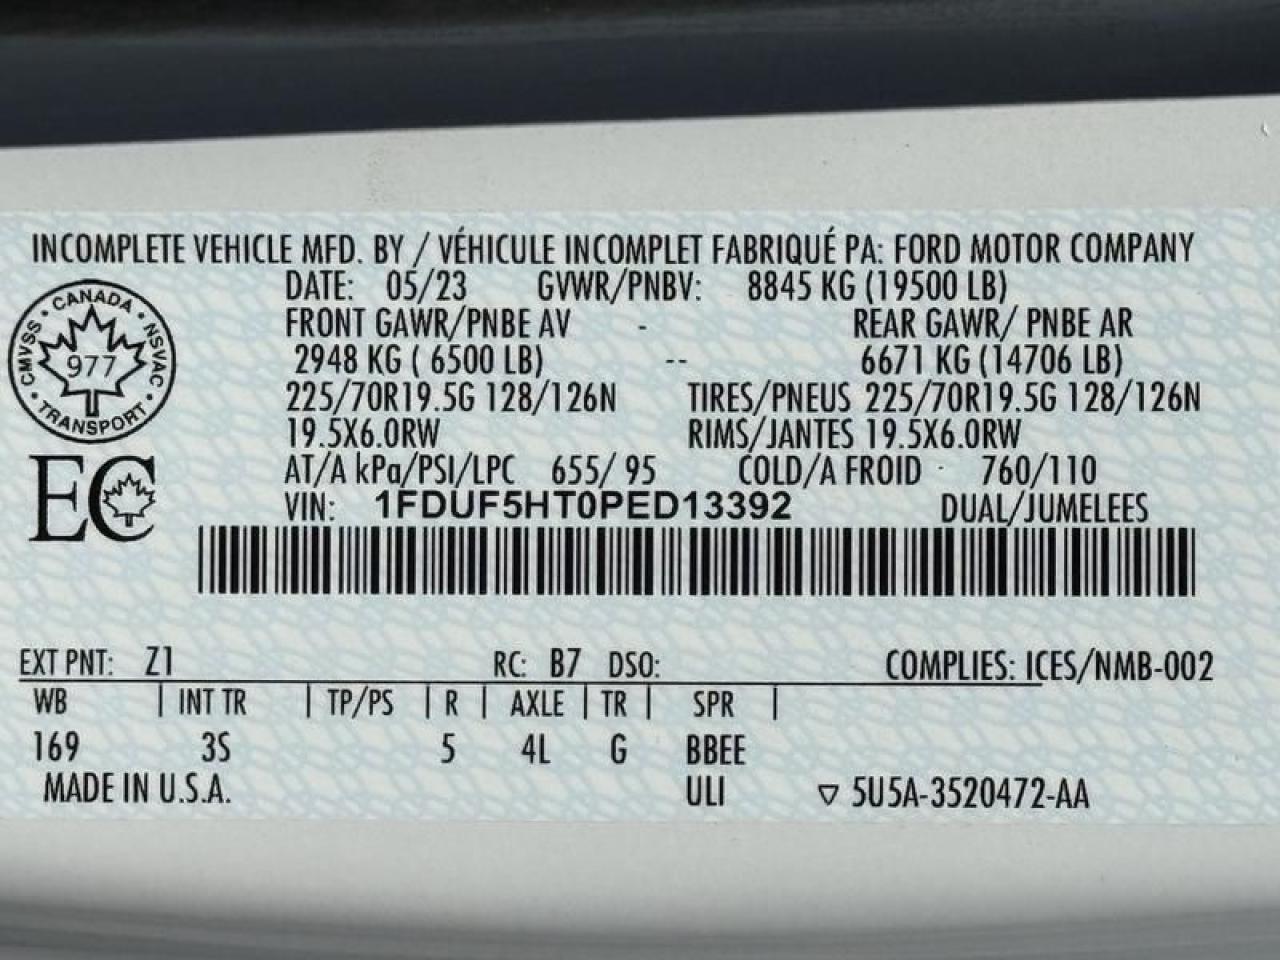 INCOMPLETE VEHICLE MFD. BY / VÉHICULE INCOMPLET FABRIQUÉ PA: FORD MOTOR COMPANY
DATE: 05/23 GVWR/PNBV: 8845 KG (19500 LB)
FRONT GAWR/PNBE AV - REAR GAWR/ PNBE AR
2948 KG ( 6500 LB) -- 6671 KG (14706 LB)
225/70R19.5G 128/126N TIRES/PNEUS 225/70R19.5G 128/126N
19.5X6.0RW RIMS/JANTES 19.5X6.0RW
AT/A kPa/PSI/LPC 655/ 95 COLD/A FROID - 760/110
VIN: 1FDUF5HT0PED13392 DUAL/JUMELEES
CANADA • NSVAC • TRANSPORT • CMVSS •
977
EC
EXT PNT: Z1 RC: B7 DSO: COMPLIES: ICES/NMB-002
WB | INT TR | TP/PS | R | AXLE | TR | SPR |
169 3S 5 4L G BBEE
MADE IN U.S.A. ULI ▽ 5U5A-3520472-AA